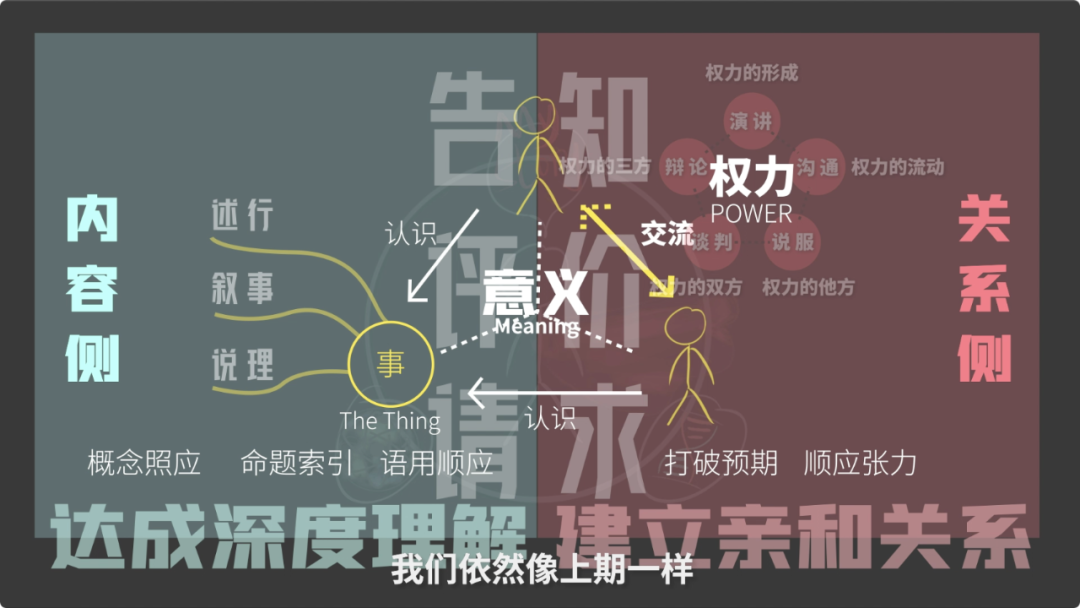 告知
评价
请求
权力的形成
演讲
权力的三方
辩论
沟通
权力的流动
权力
POWER
谈判
说服
权力的双方
权力的他方
内容侧
述行
叙事
说理
认识
交流
意义
Meaning
事
The Thing
认识
关系侧
概念照应
命题索引
语用顺应
打破预期
顺应张力
达成深度理解
建立亲和关系
我们依然像上期一样